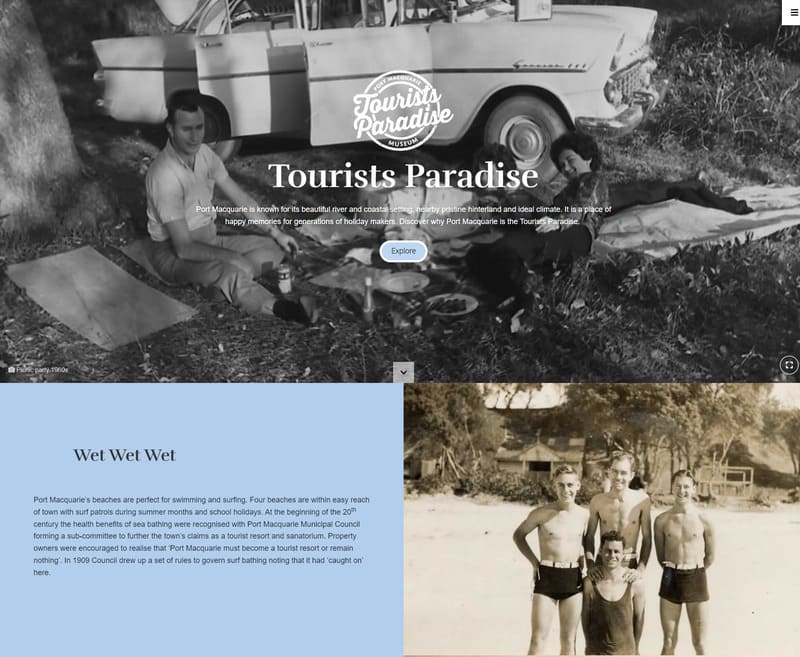 PORT MACQUARIE
Tourists
Paradise
MUSEUM
Tourists Paradise
Port Macquarie is known for its beautiful river and coastal setting, nearby pristine hinterland and ideal climate. It is a place of
happy memories for generations of holiday makers. Discover why Port Macquarie is the Tourists Paradise.
Explore
Picnic party 1960s
Wet Wet Wet
Port Macquarie's beaches are perfect for swimming and surfing. Four beaches are within easy reach
of town with surf patrols during summer months and school holidays. At the beginning of the 20th
century the health benefits of sea bathing were recognised with Port Macquarie Municipal Council
forming a sub-committee to further the town's claims as a tourist resort and sanatorium. Property
owners were encouraged to realise that 'Port Macquarie must become a tourist resort or remain
nothing'. In 1909 Council drew up a set of rules to govern surf bathing noting that it had 'caught on'
here.